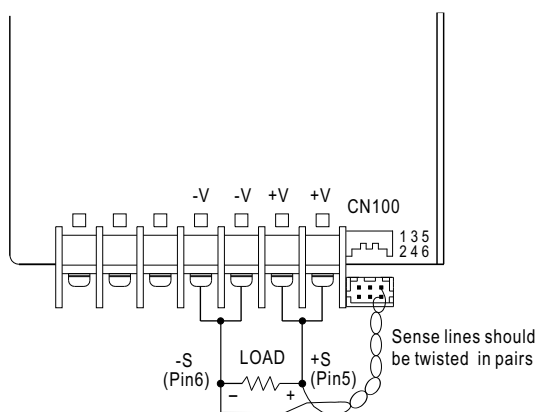 -V -V +V +V
CN100
1 3 5
2 4 6
Sense lines should
be twisted in pairs
-S
(Pin6)
LOAD
+S
(Pin5)
− +